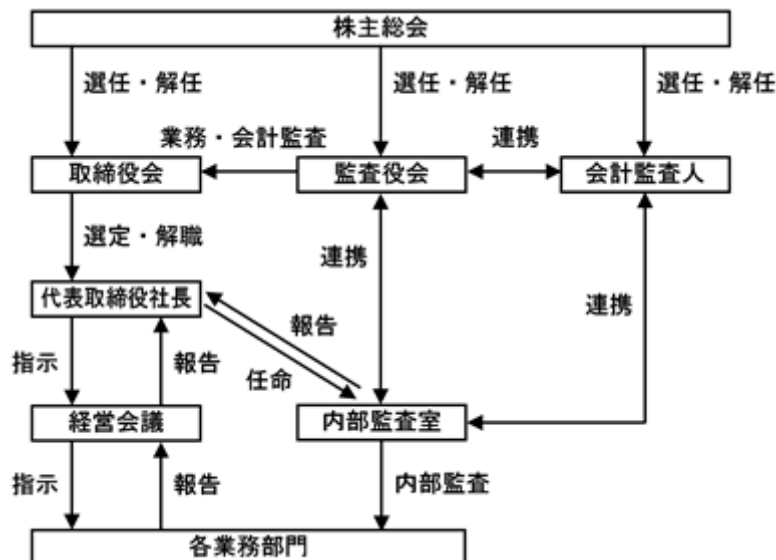 株主総会
選任・解任
選任・解任
選任・解任
業務・会計監査
連携
取締役会
監査役会
会計監査人
選定・解職
連携
代表取締役社長
報告
連携
指示
報告
任命
経営会議
内部監査室
指示
報告
内部監査
各業務部門